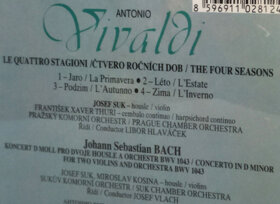 ANTONIO
Vivaldi
8 596911 02812
LE QUATTRO STAGIONI /ČTVERO ROČNÍCH DOB / THE FOUR SEASONS
1 – Jaro / La Primavera • 2 – Léto / L'Estate
3 – Podzim / L'Autunno • 4 – Zima / L'Inverno
JOSEF SUK – housle / violin
FRANTIŠEK XAVER THURI – cembalo continuo / harpsichord continuo
PRAŽSKÝ KOMORNÍ ORCHESTR / PRAGUE CHAMBER ORCHESTRA
Řídí / Conductor LIBOR HLAVÁČEK
Johann Sebastian BACH
KONCERT D MOLL PRO DVOJE HOUSLE A ORCHESTR BWV 1043 / CONCERTO IN D MINOR
FOR TWO VIOLINS AND ORCHESTRA BWV 1043
JOSEF SUK, MIROSLAV KOSINA – housle / violin
SUKŮV KOMORNÍ ORCHESTR / SUK CHAMBER ORCHESTRA
Řídí / Conductor JOSEF VLACH